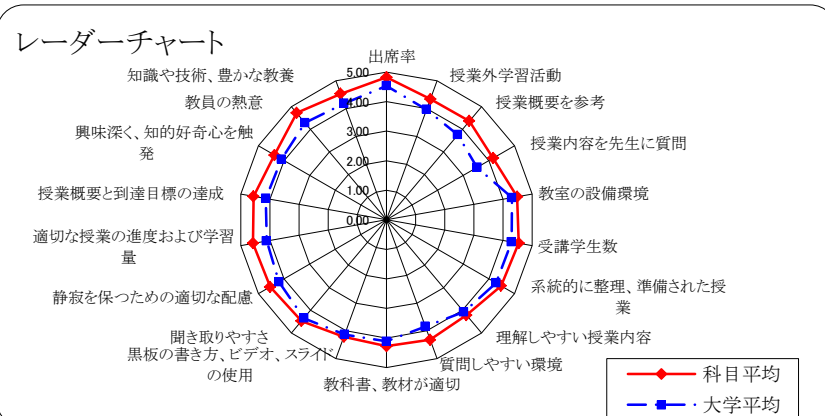 レーダーチャート
出席率
授業外学習活動
授業概要を参考
授業内容を先生に質問
教室の設備環境
受講学生数
系統的に整理、準備された授
業
理解しやすい授業内容
質問しやすい環境
教科書、教材が適切
黒板の書き方、ビデオ、スライド
の使用
聞き取りやすさ
静寂を保つための適切な配慮
適切な授業の進度および学習
量
授業概要と到達目標の達成
興味深く、知的好奇心を触
発
教員の熱意
知識や技術、豊かな教養
5.00
4.00
3.00
2.00
1.00
0.00
科目平均
大学平均